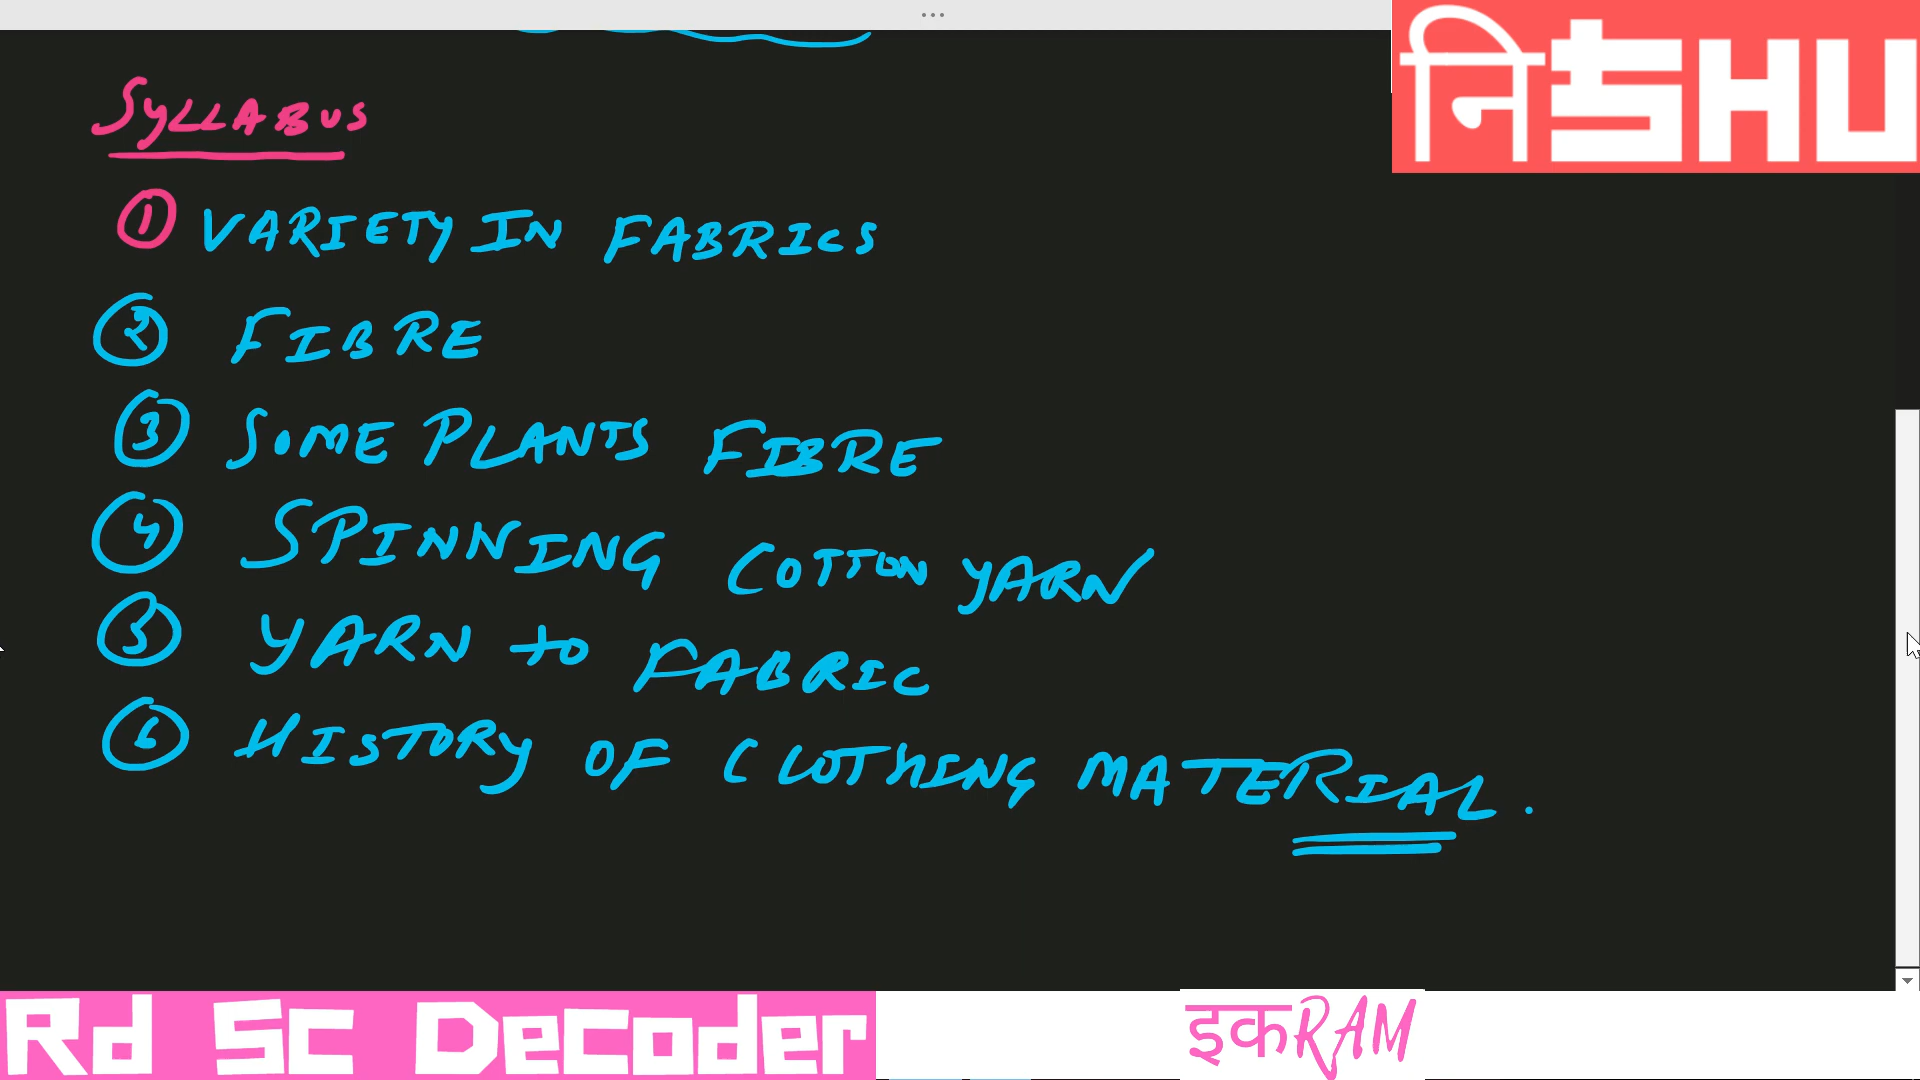 निशHU
SYLLABUS
① VARIETY IN FABRICS
② FIBRE
③ SOME PLANTS FIBRE
④ SPINNING COTTON YARN
⑤ YARN to FABRIC
⑥ HISTORY OF CLOTHING MATERIAL.
Rd Sc Decoder
इकRAM